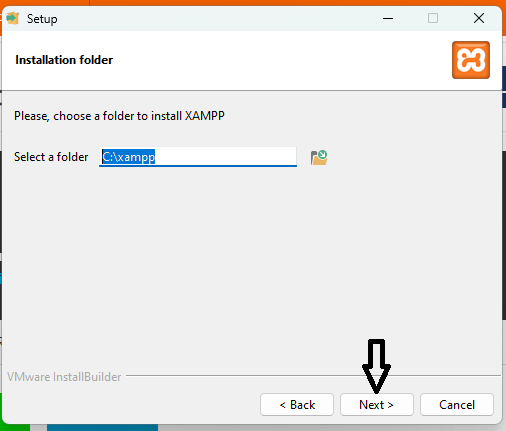 Setup
Installation folder
Please, choose a folder to install XAMPP
Select a folder C:\xampp
VMware InstallBuilder
< Back Next > Cancel